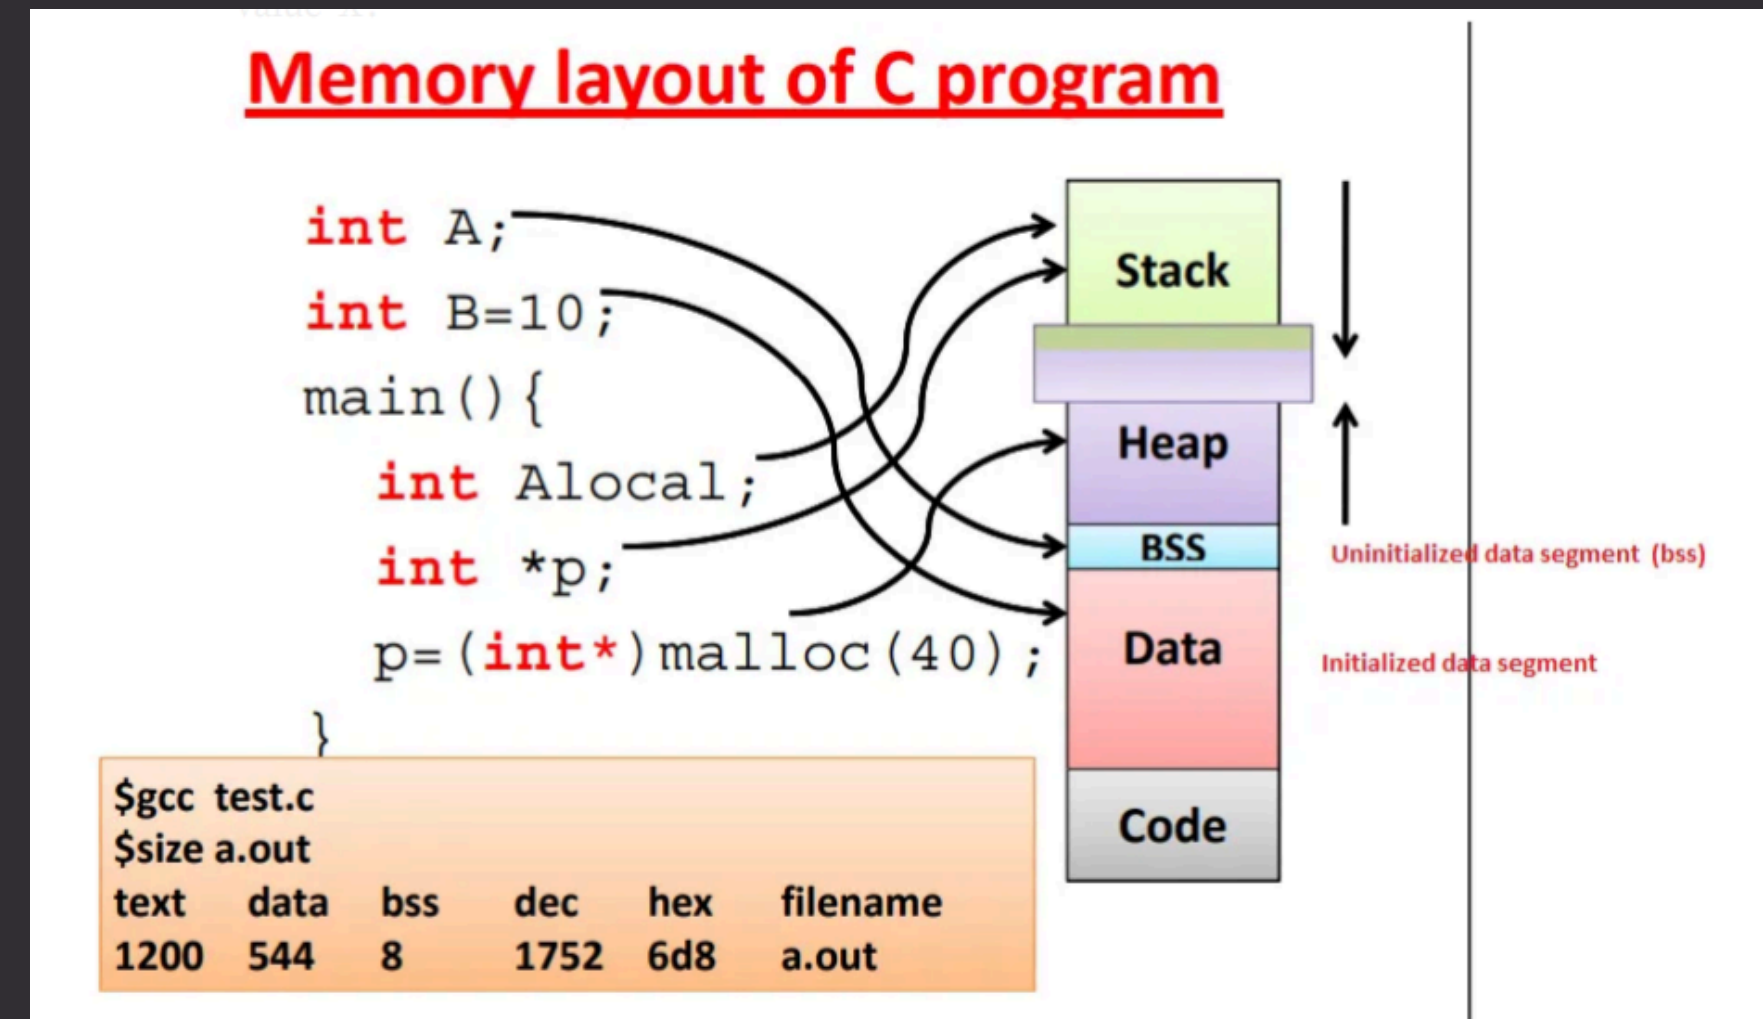 Memory layout of C program
int A;
int B=10;
main(){
int Alocal;
int *p;
p=(int*)malloc(40);
}
Stack
Heap
BSS
Uninitialized data segment (bss)
Data
Initialized data segment
Code
$gcc test.c
$size a.out
text data bss dec hex filename
1200 544 8 1752 6d8 a.out